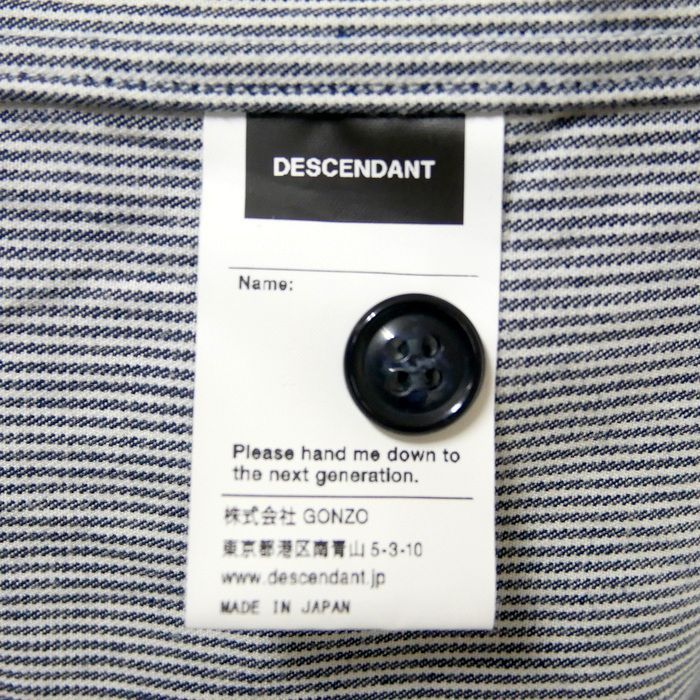 DESCENDANT
Name:
Please hand me down to
the next generation.
株式会社 GONZO
東京都港区南青山 5-3-10
www.descendant.jp
MADE IN JAPAN